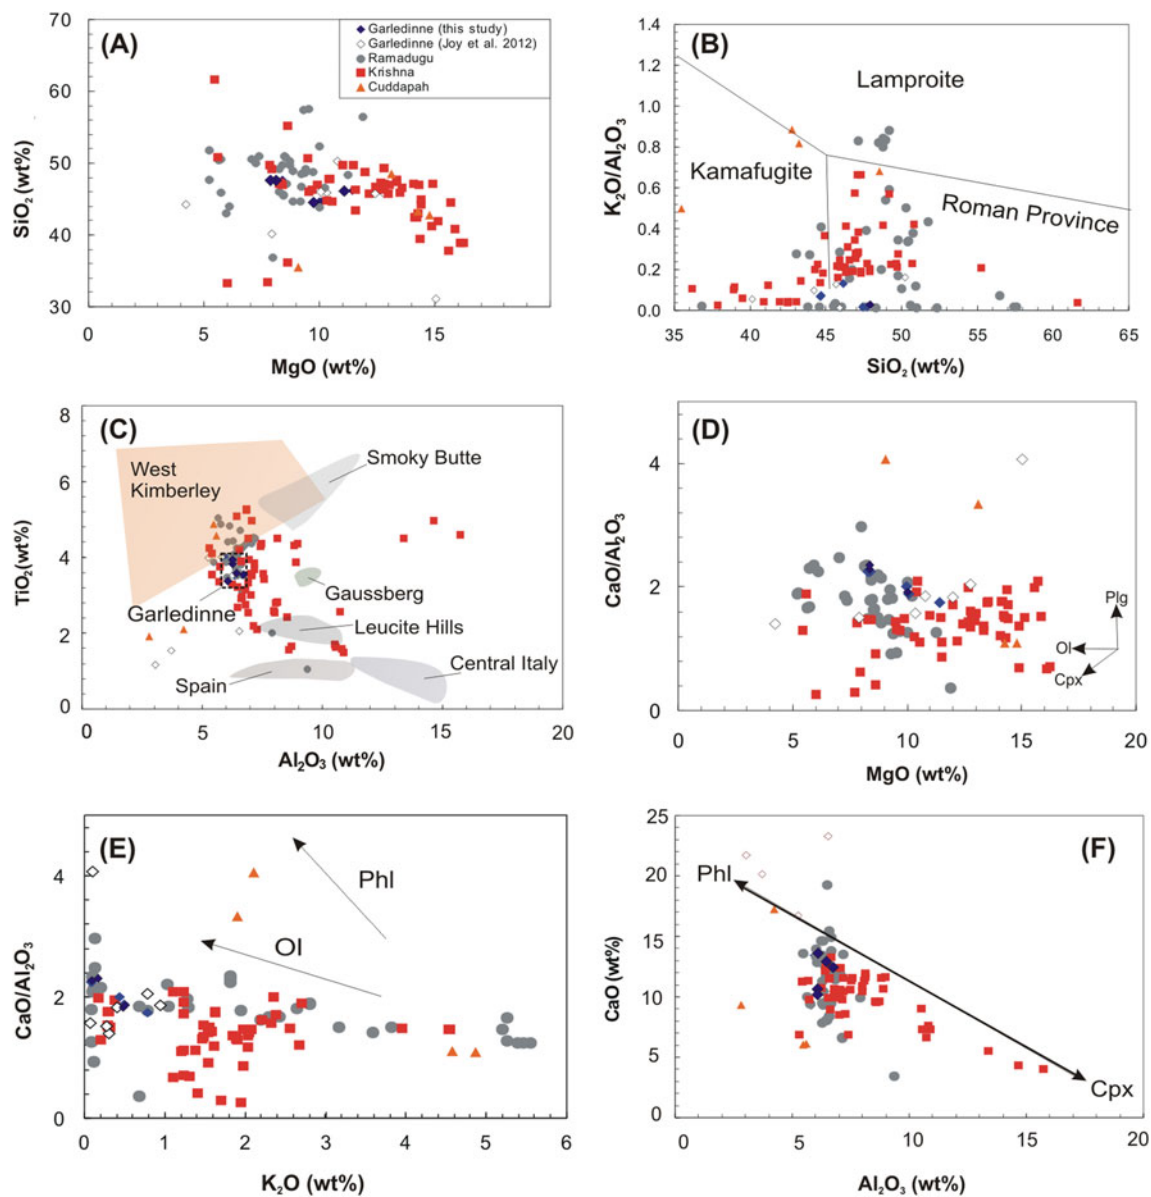 (A)
SiO2 (wt%)
70
60
50
40
30
0
5
10
15
MgO (wt%)
Garledinne (this study)
Garledinne (Joy et al. 2012)
Ramadugu
Krishna
Cuddapah
(B)
K2O/Al2O3
1.4
1.2
1.0
0.8
0.6
0.4
0.2
0.0
35
40
45
50
55
60
65
SiO2 (wt%)
Lamproite
Kamafugite
Roman Province
(C)
TiO2(wt%)
8
6
4
2
0
0
5
10
15
20
Al2O3 (wt%)
West
Kimberley
Smoky Butte
Gaussberg
Garledinne
Leucite Hills
Central Italy
Spain
(D)
CaO/Al2O3
4
2
0
0
5
10
15
20
MgO (wt%)
Plg
Ol
Cpx
(E)
CaO/Al2O3
4
2
0
0
1
2
3
4
5
6
K2O (wt%)
Phl
Ol
(F)
CaO (wt%)
25
20
15
10
5
0
0
5
10
15
20
Al2O3 (wt%)
Phl
Cpx